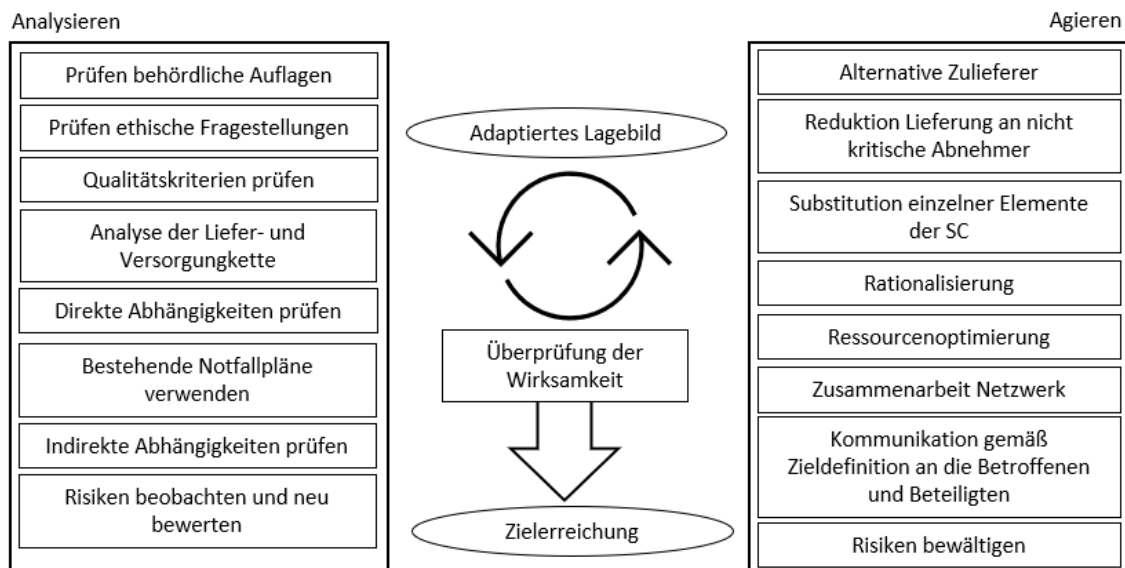 Analysieren
Prüfen behördliche Auflagen
Prüfen ethische Fragestellungen
Qualitätskriterien prüfen
Analyse der Liefer- und
Versorgungkette
Direkte Abhängigkeiten prüfen
Bestehende Notfallpläne
verwenden
Indirekte Abhängigkeiten prüfen
Risiken beobachten und neu
bewerten
Adaptiertes Lagebild
Überprüfung der
Wirksamkeit
Zielerreichung
Agieren
Alternative Zulieferer
Reduktion Lieferung an nicht
kritische Abnehmer
Substitution einzelner Elemente
der SC
Rationalisierung
Ressourcenoptimierung
Zusammenarbeit Netzwerk
Kommunikation gemäß
Zieldefinition an die Betroffenen
und Beteiligten
Risiken bewältigen